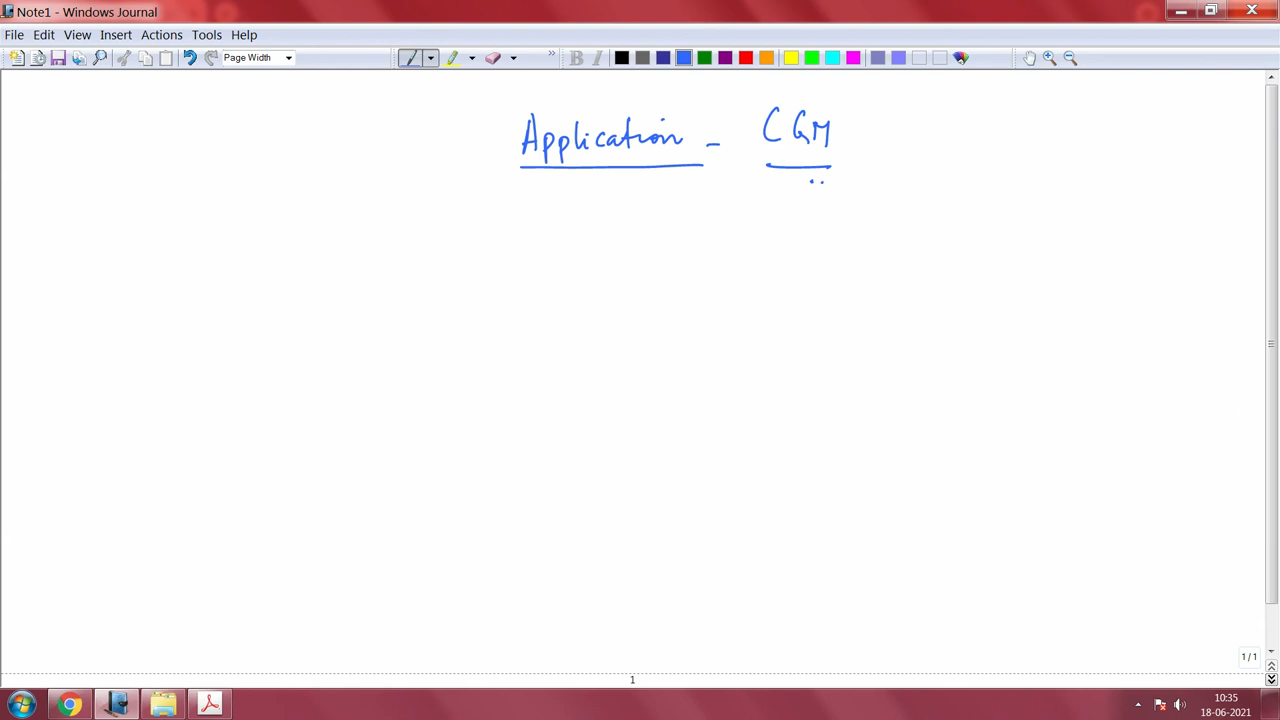 Note1 - Windows Journal
File Edit View Insert Actions Tools Help
Page Width
B I
Application - CGM
1/1
1
10:35
18-06-2021